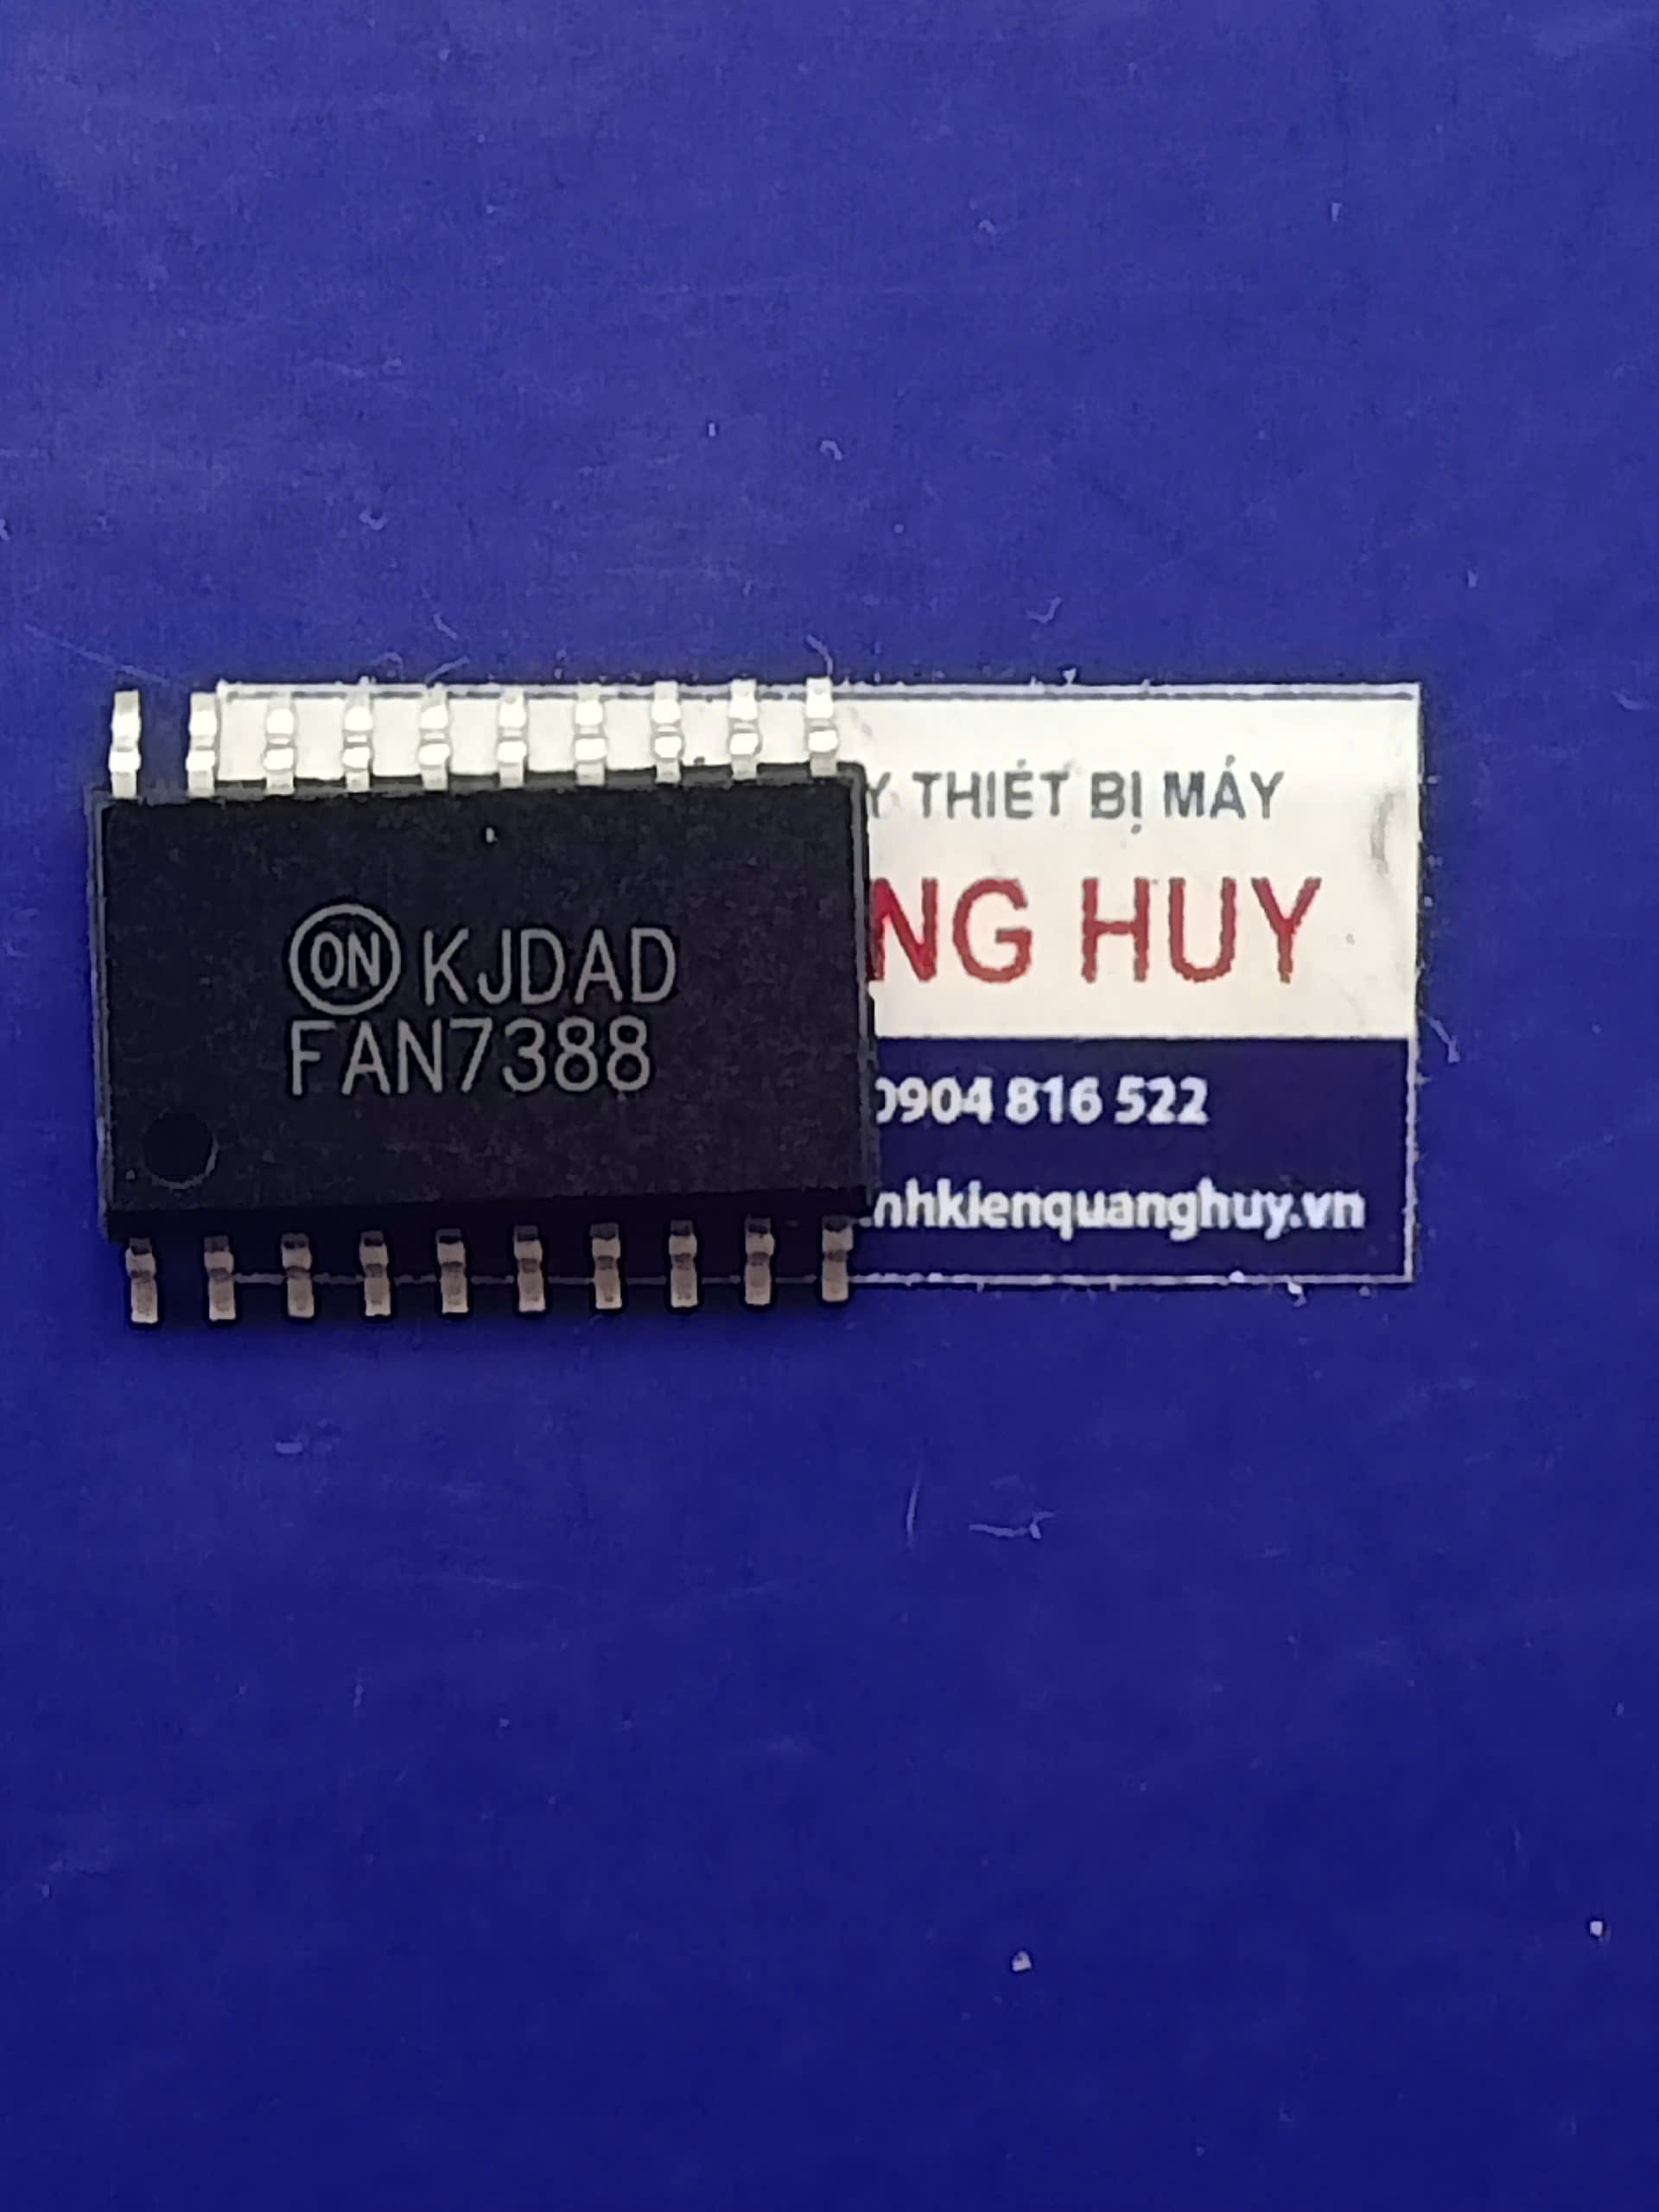 ON KJDAD
FAN7388
Y THIẾT BỊ MÁY
NG HUY
0904 816 522
nhkienquanghuy.vn